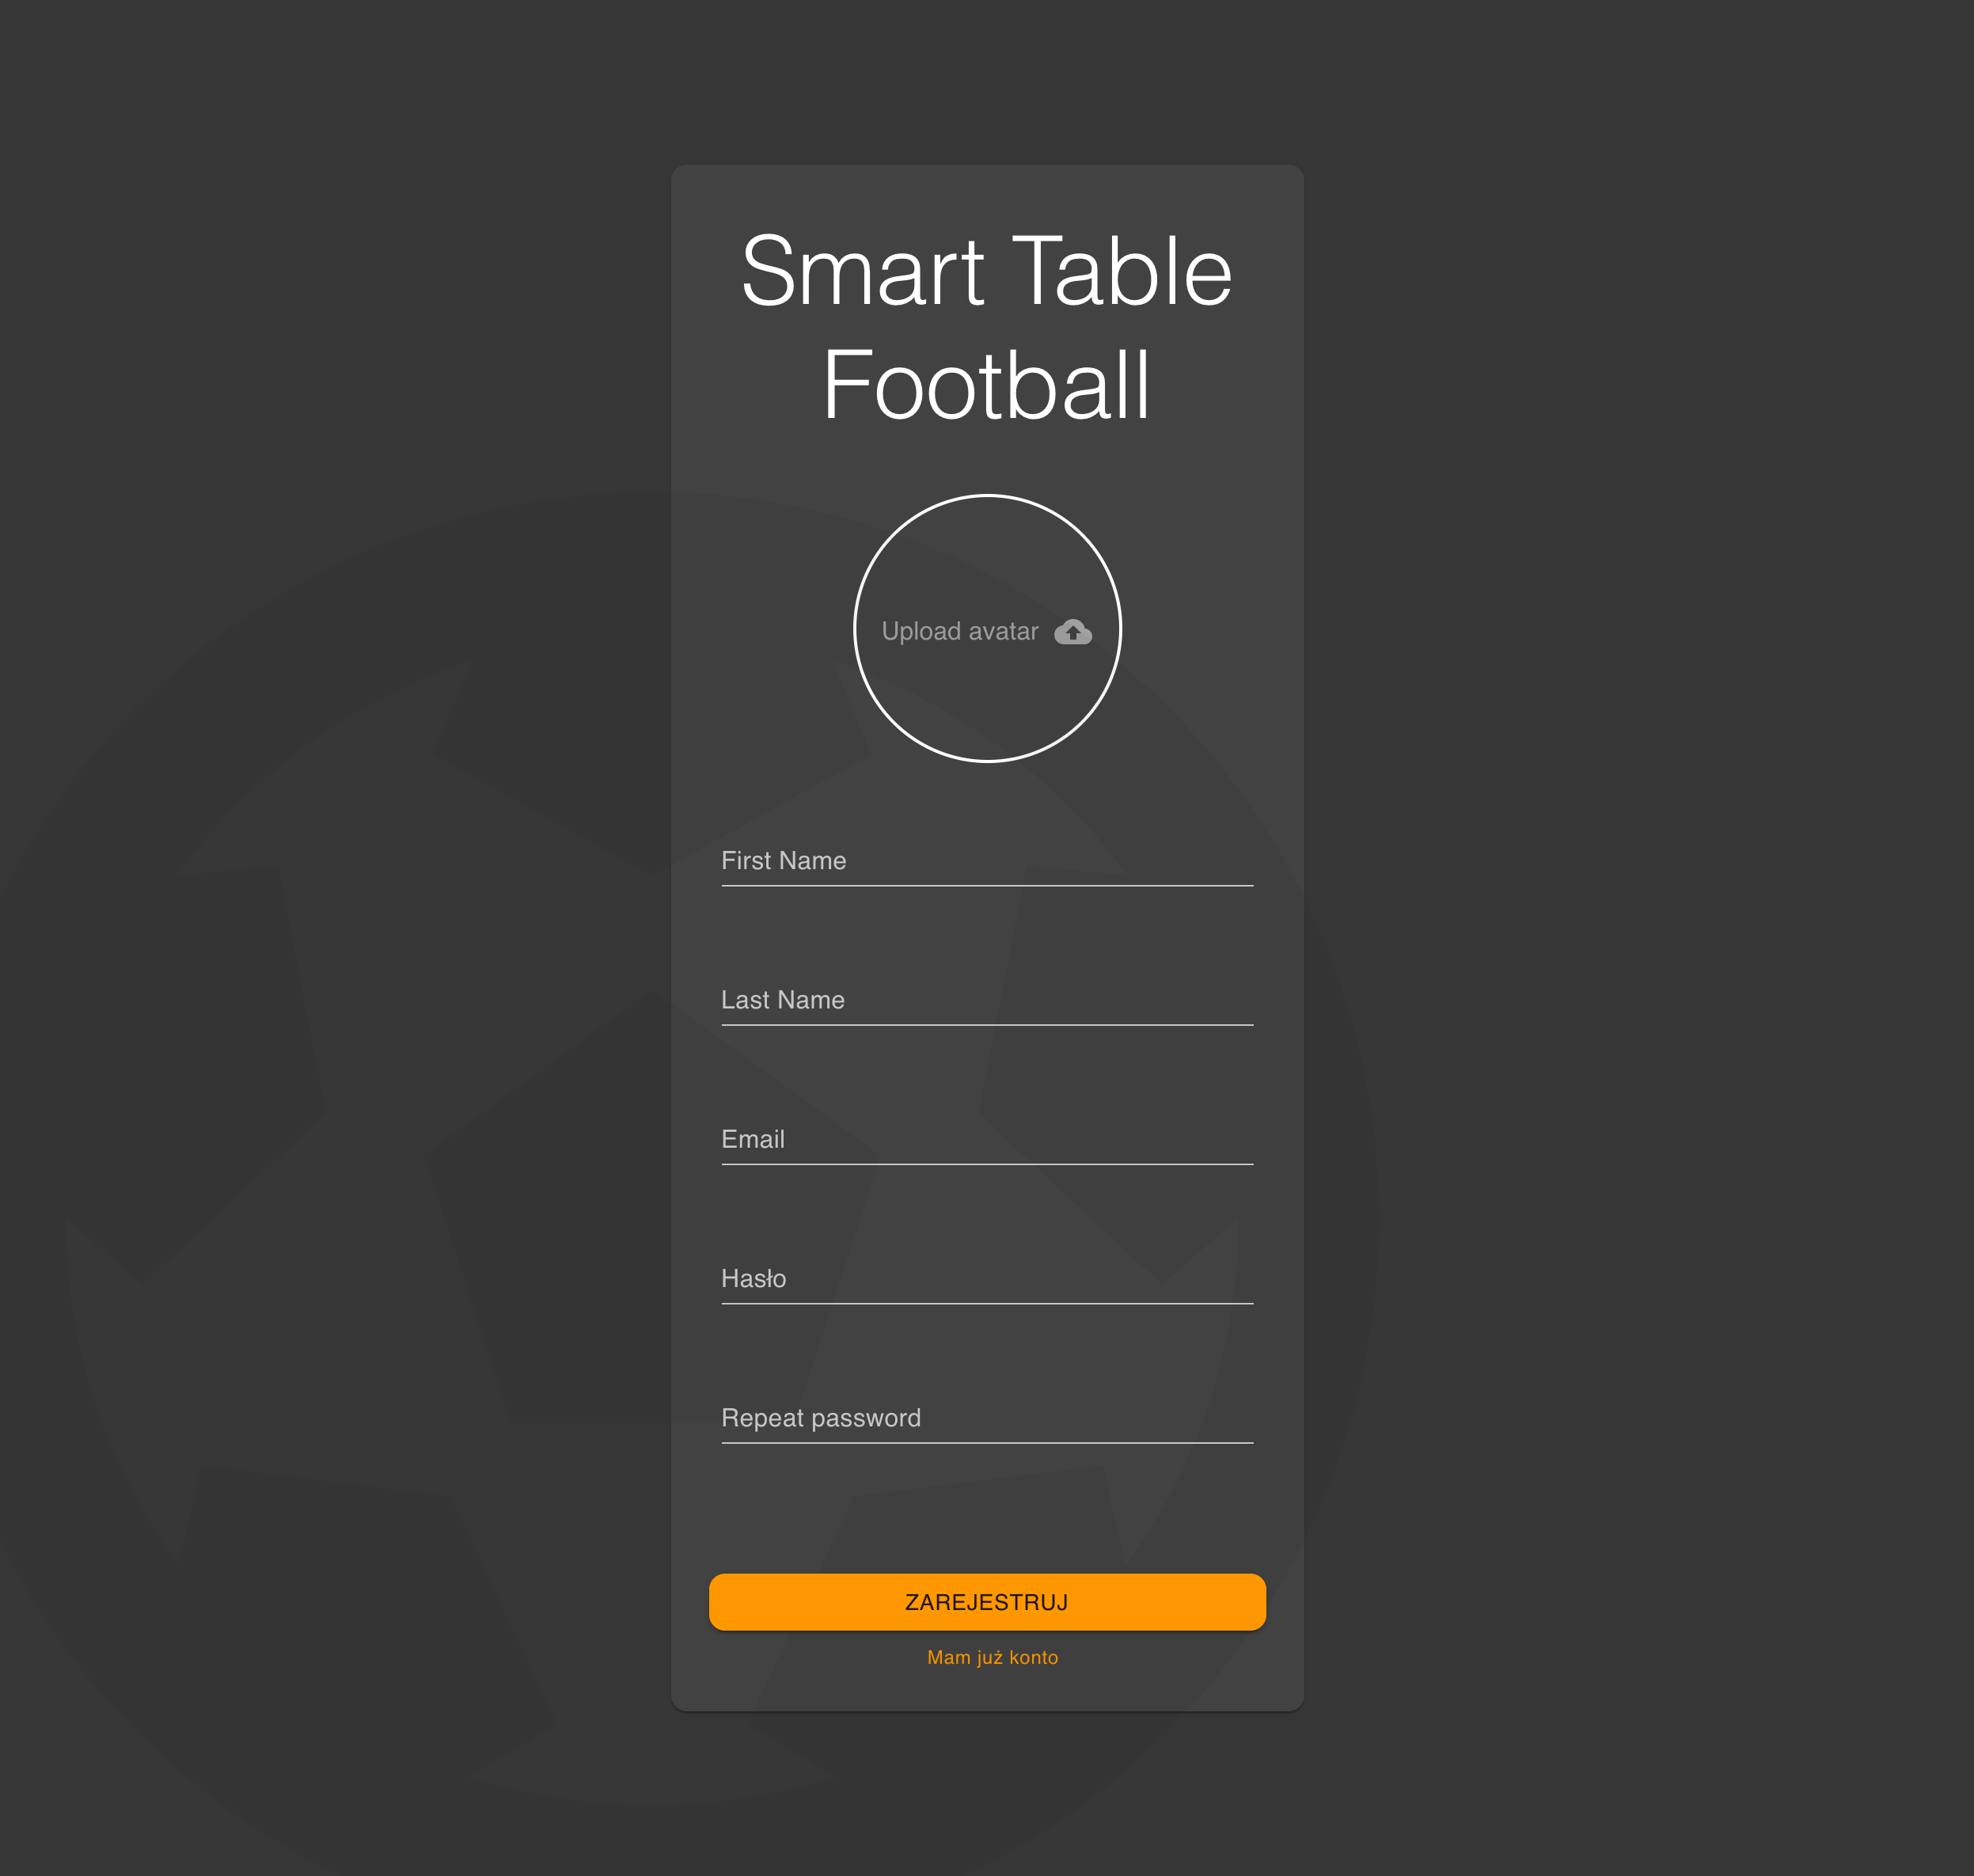 Smart Table
Football
Upload avatar
First Name
Last Name
Email
Hasło
Repeat password
ZAREJESTRUJ
Mam już konto